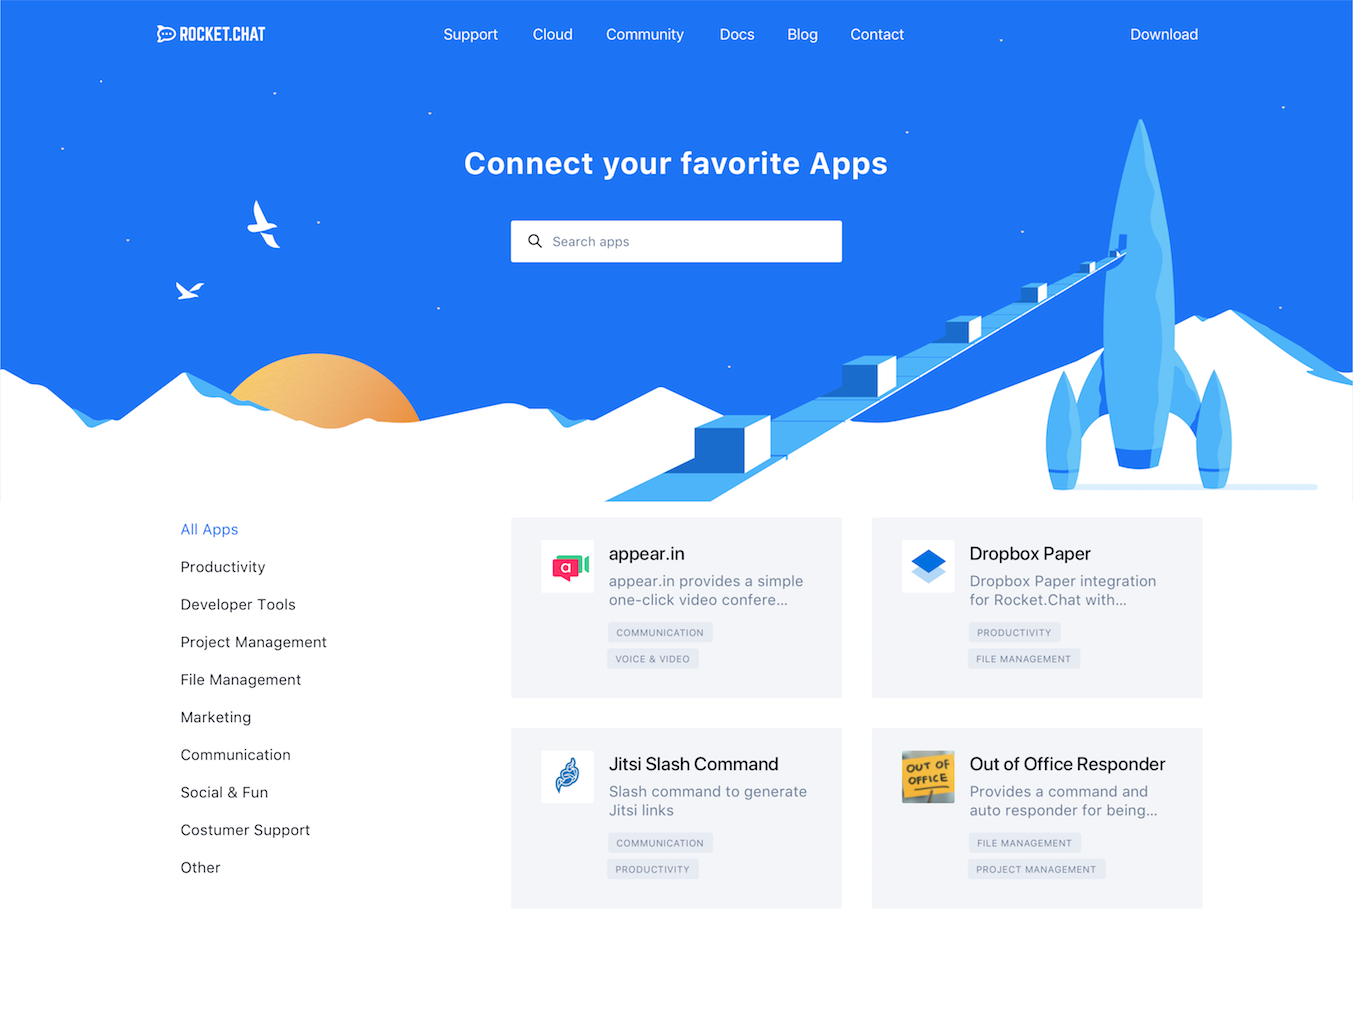 ROCKET.CHAT Support Cloud Community Docs Blog Contact Download
Connect your favorite Apps
Search apps
All Apps
Productivity
Developer Tools
Project Management
File Management
Marketing
Communication
Social & Fun
Costumer Support
Other
a
appear.in
appear.in provides a simple
one-click video confere...
COMMUNICATION
VOICE & VIDEO
Dropbox Paper
Dropbox Paper integration
for Rocket.Chat with...
PRODUCTIVITY
FILE MANAGEMENT
Jitsi Slash Command
Slash command to generate
Jitsi links
COMMUNICATION
PRODUCTIVITY
OUT OF
OFFICE
Out of Office Responder
Provides a command and
auto responder for being...
FILE MANAGEMENT
PROJECT MANAGEMENT